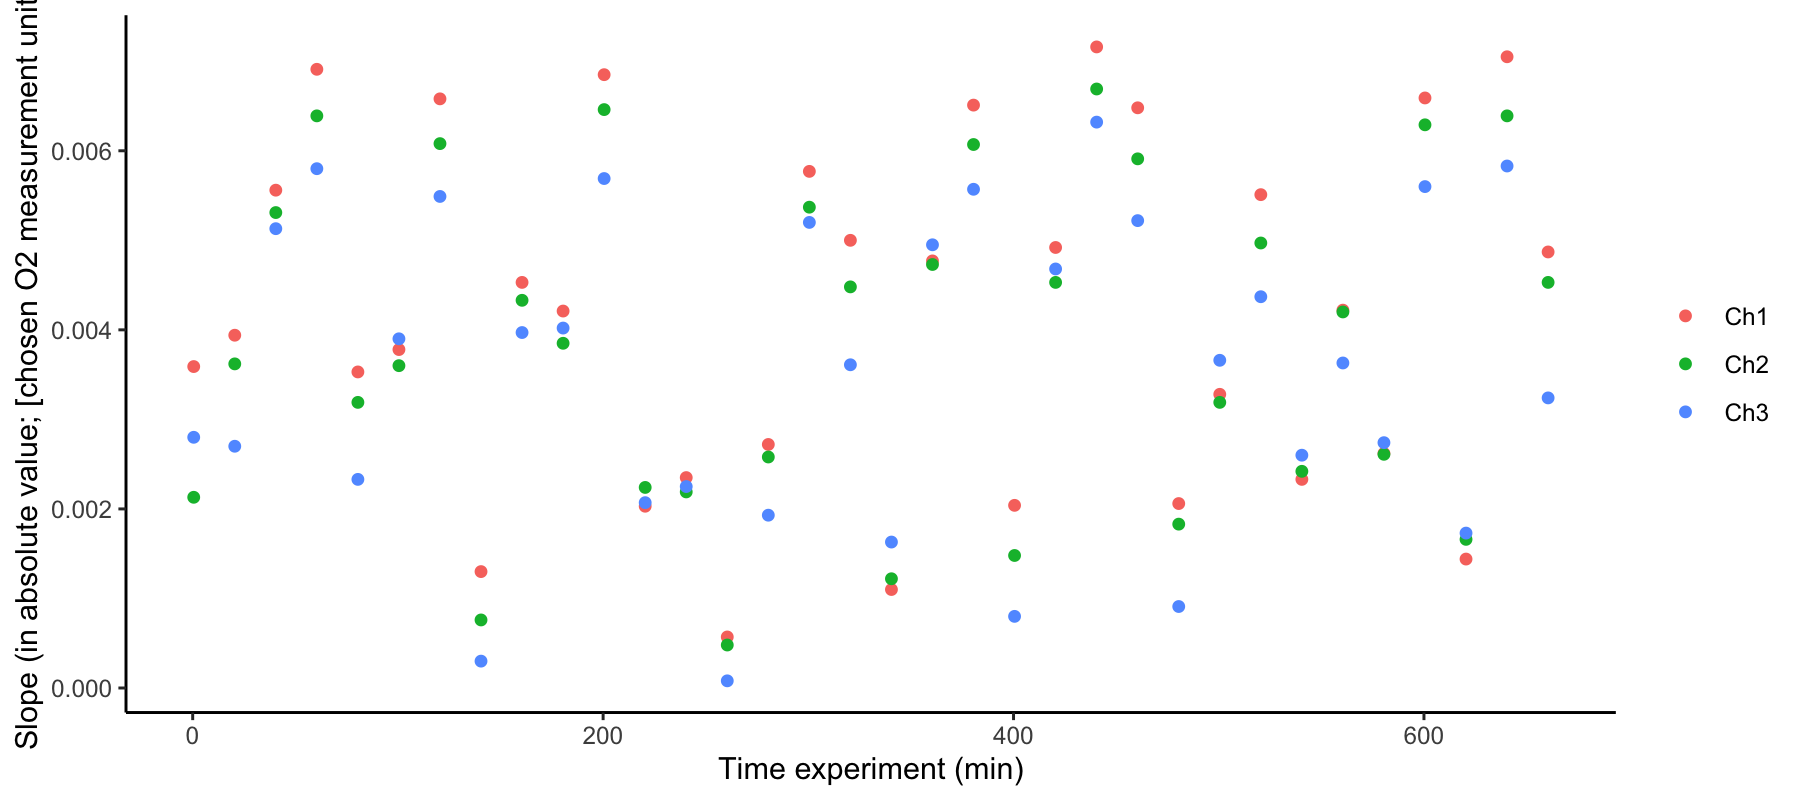 Slope (in absolute value; [chosen O2 measurement unit
0.006
0.004
0.002
0.000
0
200
400
600
Time experiment (min)
Ch1
Ch2
Ch3